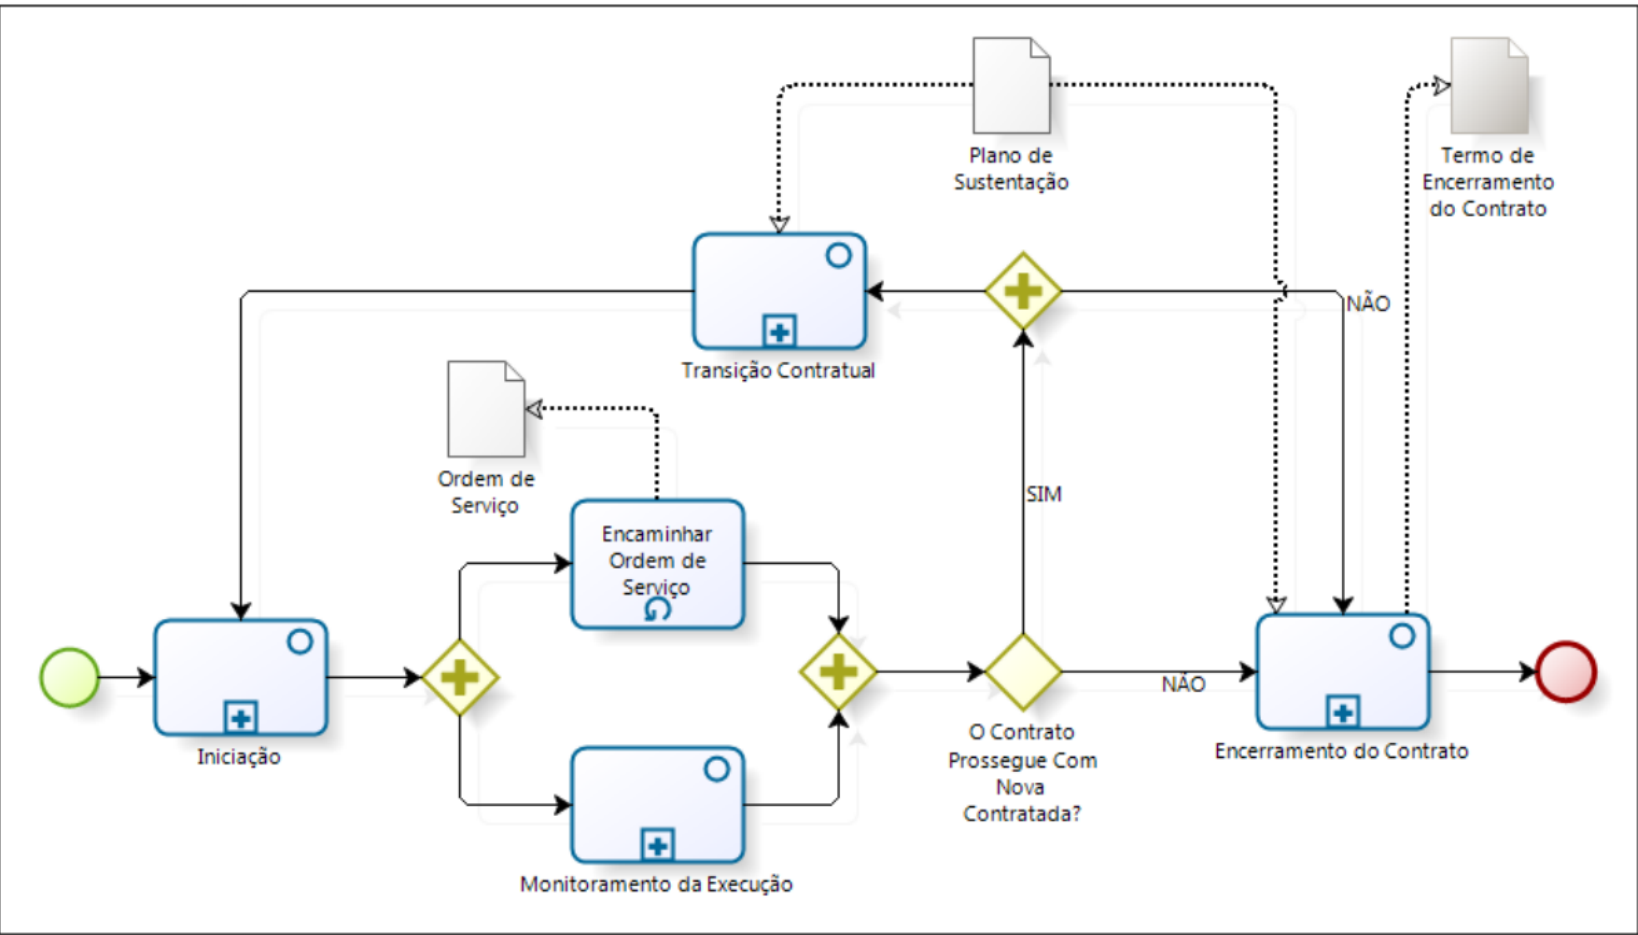 Plano de
Sustentação
Termo de
Encerramento
do Contrato
NÃO
Transição Contratual
Ordem de
Serviço
SIM
Encaminhar
Ordem de
Serviço
NÃO
Iniciação
O Contrato
Prossegue Com
Nova
Contratada?
Encerramento do Contrato
Monitoramento da Execução